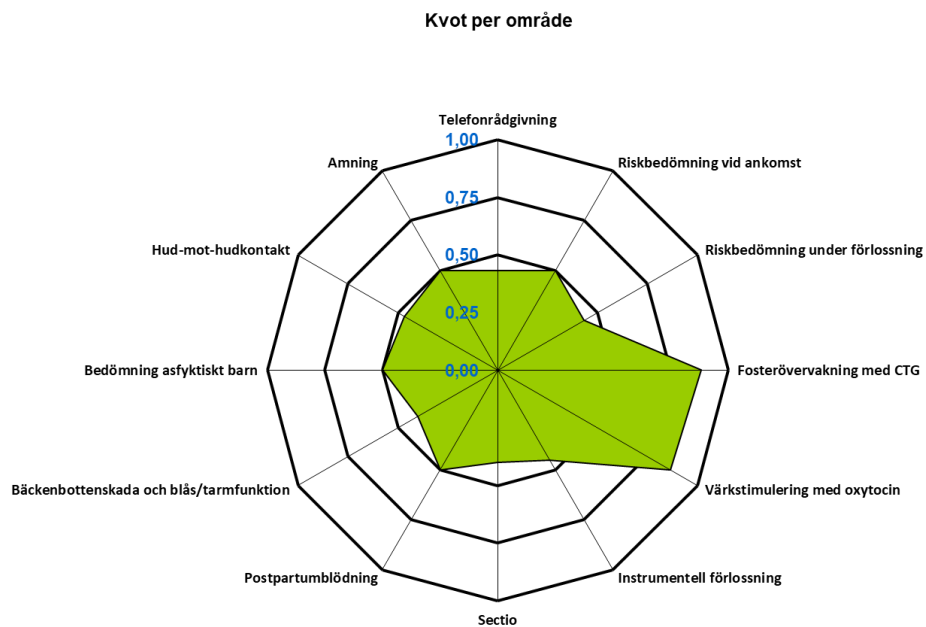 Kvot per område
Telefonrådgivning
1,00
Amning
Riskbedömning vid ankomst
0,75
Hud-mot-hudkontakt
0,50
Riskbedömning under förlossning
0,25
Bedömning asfyktiskt barn
0,00
Fosterövervakning med CTG
Bäckenbottenskada och blås/tarmfunktion
Värkstimulering med oxytocin
Postpartumblödning
Instrumentell förlossning
Sectio